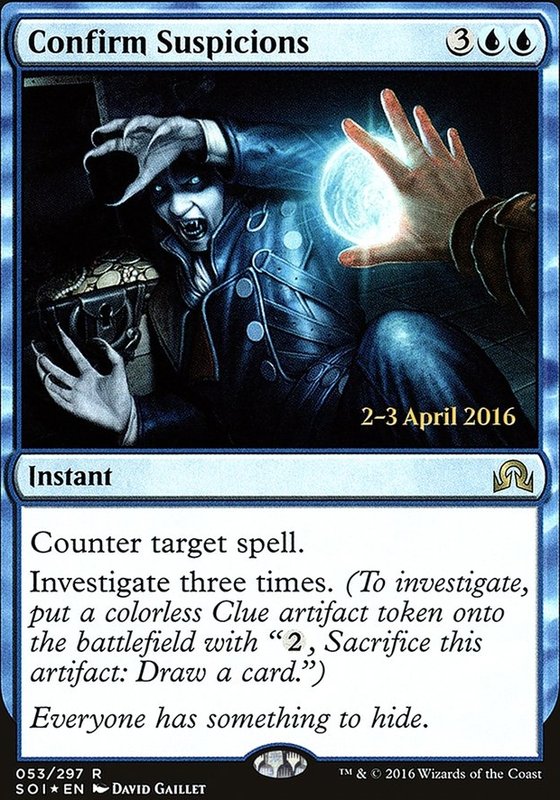 Confirm Suspicions 3
2–3 April 2016
Instant
Counter target spell.
Investigate three times. (To investigate,
put a colorless Clue artifact token onto
the battlefield with “2, Sacrifice this
artifact: Draw a card.”)
Everyone has something to hide.
053/297 R
SOI★EN David Gaillet
™ & © 2016 Wizards of the Coast